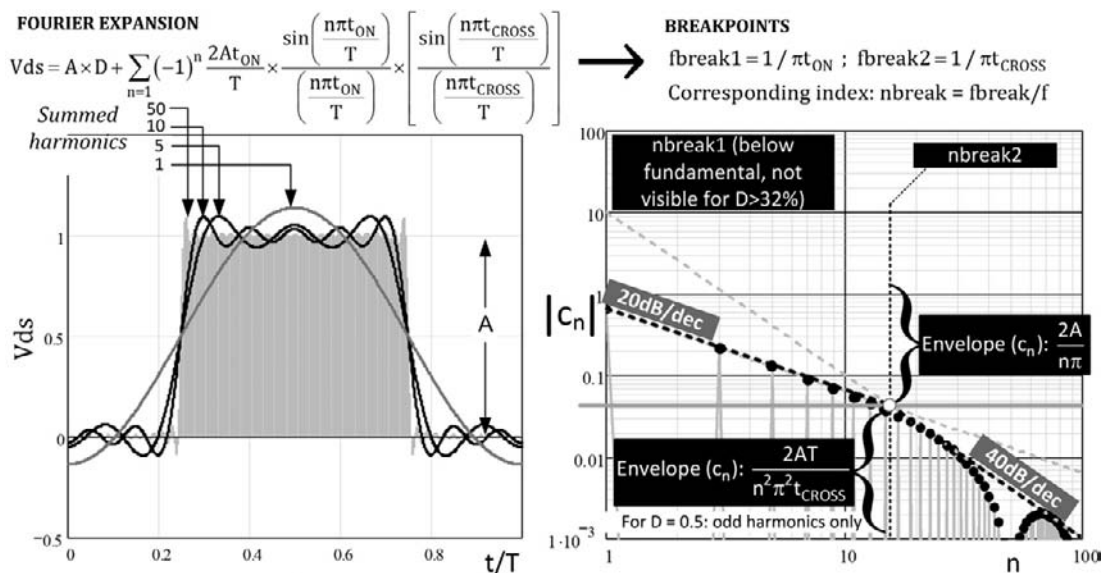 FOURIER EXPANSION
Vds = A × D + ∑ n=1 (−1)^n 2At_ON / T × sin(nπt_ON / T) / (nπt_ON / T) × [ sin(nπt_CROSS / T) / (nπt_CROSS / T) ]
BREAKPOINTS
fbreak1 = 1 / πt_ON ; fbreak2 = 1 / πt_CROSS
Corresponding index: nbreak = fbreak/f
Summed
harmonics
50
10
5
1
1
0.5
0
−0.5
Vds
A
0
0.2
0.4
0.6
0.8
t/T
100
10
1
0.1
0.01
1·10^−3
|c_n|
nbreak1 (below
fundamental, not
visible for D>32%)
nbreak2
20dB/dec
Envelope (c_n): 2A / nπ
Envelope (c_n): 2AT / n²π²t_CROSS
40dB/dec
For D = 0.5: odd harmonics only
1
10
n
100